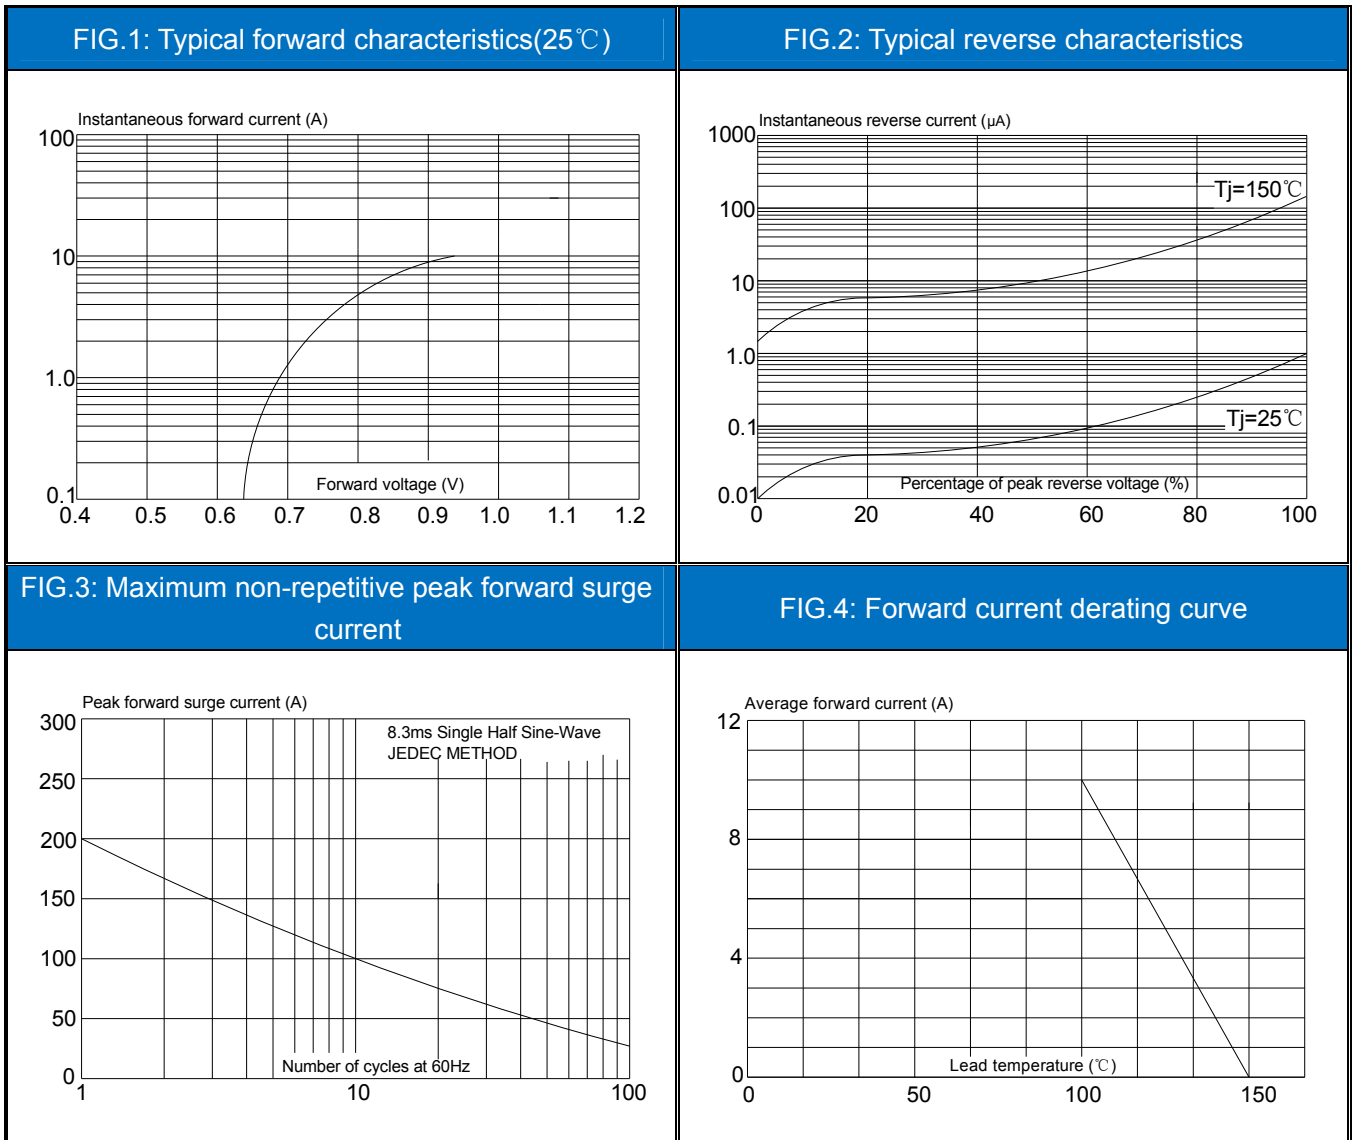 FIG.1: Typical forward characteristics(25℃)
Instantaneous forward current (A)
100
10
1.0
0.1
Forward voltage (V)
0.4 0.5 0.6 0.7 0.8 0.9 1.0 1.1 1.2
FIG.2: Typical reverse characteristics
Instantaneous reverse current (μA)
1000
Tj=150℃
100
10
1.0
0.1
Tj=25℃
0.01
Percentage of peak reverse voltage (%)
0 20 40 60 80 100
FIG.3: Maximum non-repetitive peak forward surge
current
Peak forward surge current (A)
300
8.3ms Single Half Sine-Wave
JEDEC METHOD
250
200
150
100
50
0
Number of cycles at 60Hz
1 10 100
FIG.4: Forward current derating curve
Average forward current (A)
12
8
4
0
Lead temperature (℃)
0 50 100 150